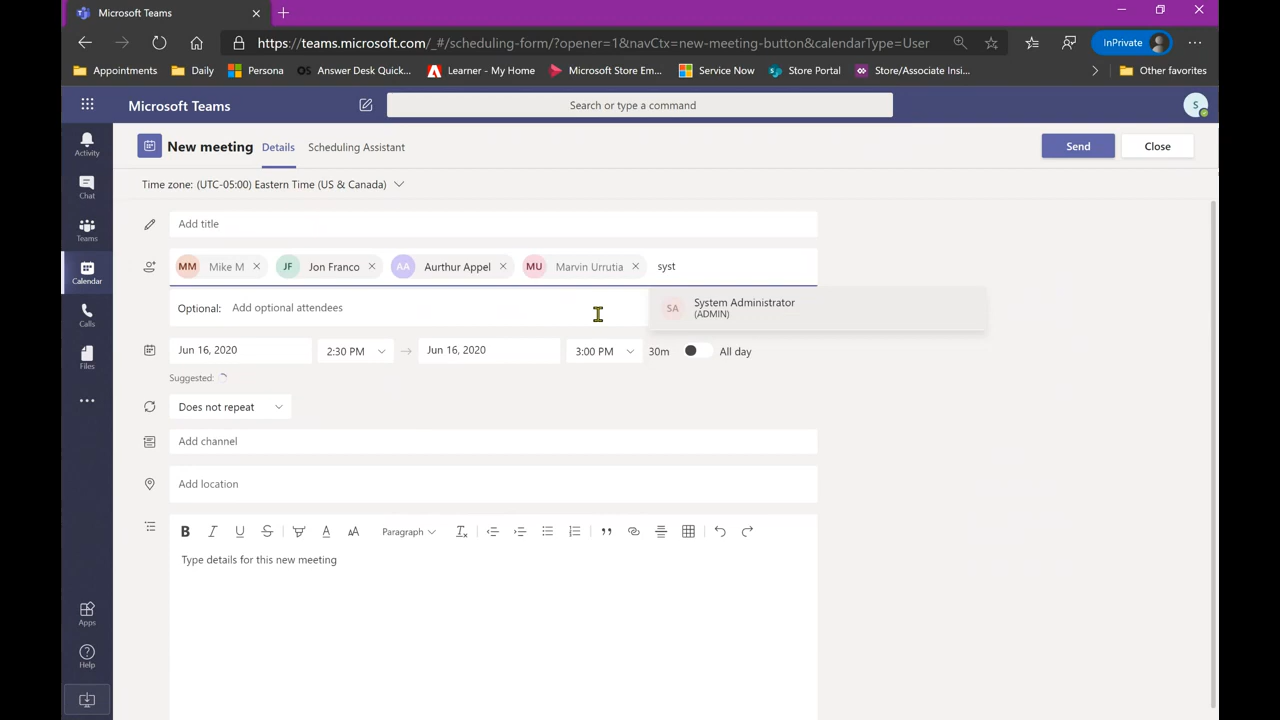 Microsoft Teams
https://teams.microsoft.com/_#/scheduling-form/?opener=1&navCtx=new-meeting-button&calendarType=User
InPrivate
Appointments Daily Persona OS Answer Desk Quick... Learner - My Home Microsoft Store Em... Service Now Store Portal Store/Associate Insi... Other favorites
Microsoft Teams
Search or type a command
S
Activity
Chat
Teams
Calendar
Calls
Files
Apps
Help
New meeting Details Scheduling Assistant Send Close
Time zone: (UTC-05:00) Eastern Time (US & Canada)
Add title
MM Mike M JF Jon Franco AA Aurthur Appel MU Marvin Urrutia syst
Optional: Add optional attendees
SA System Administrator
(ADMIN)
Jun 16, 2020 2:30 PM Jun 16, 2020 3:00 PM 30m All day
Suggested:
Does not repeat
Add channel
Add location
B I U S A AA Paragraph Tx
Type details for this new meeting